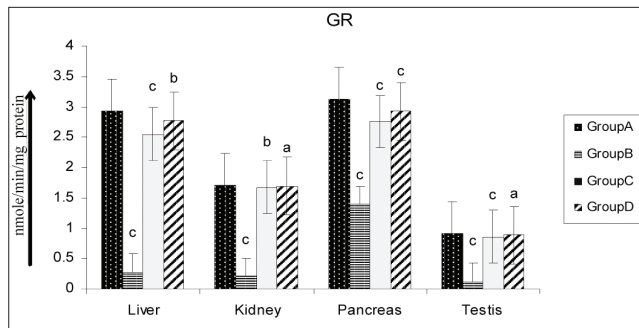 GR
nmole/min/mg protein
4
3.5
3
2.5
2
1.5
1
0.5
0
c
c
b
c
b
a
c
c
c
c
c
a
Liver Kidney Pancreas Testis
GroupA
GroupB
GroupC
GroupD